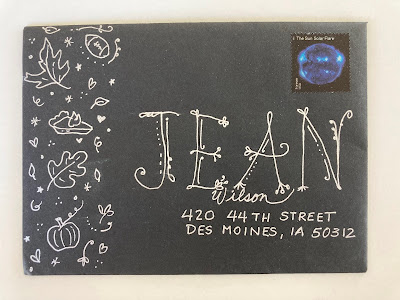 The Sun Solar Flare
JEAN
Wilson
420 44TH STREET
DES MOINES, IA 50312